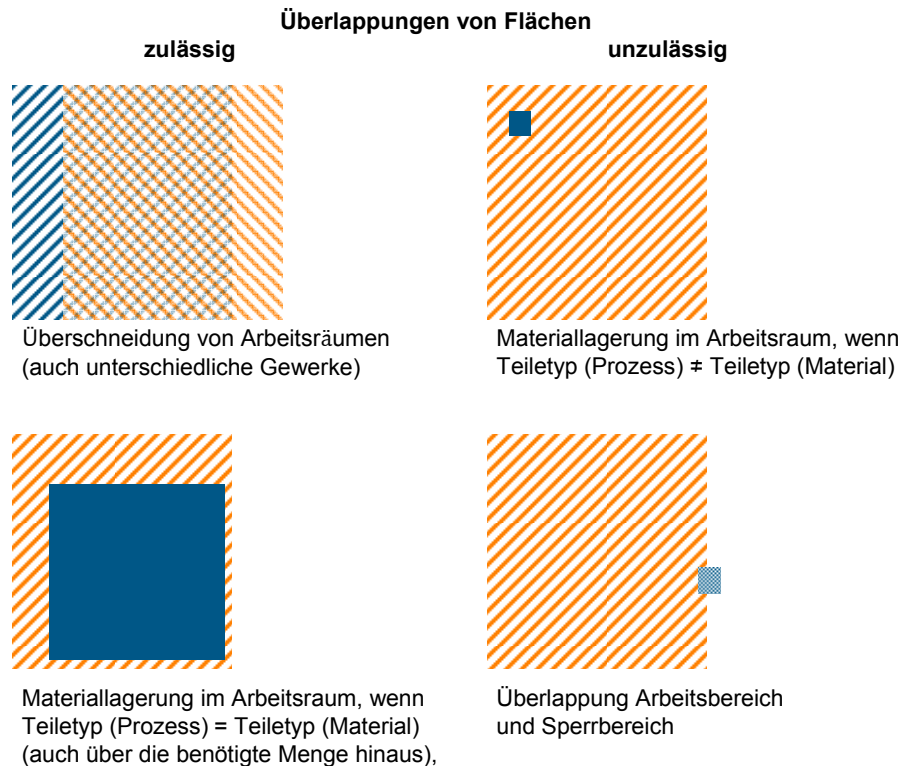 Überlappungen von Flächen
zulässig
unzulässig
Überschneidung von Arbeitsräumen
(auch unterschiedliche Gewerke)
Materiallagerung im Arbeitsraum, wenn
Teiletyp (Prozess) ≠ Teiletyp (Material)
Materiallagerung im Arbeitsraum, wenn
Teiletyp (Prozess) = Teiletyp (Material)
(auch über die benötigte Menge hinaus),
Überlappung Arbeitsbereich
und Sperrbereich